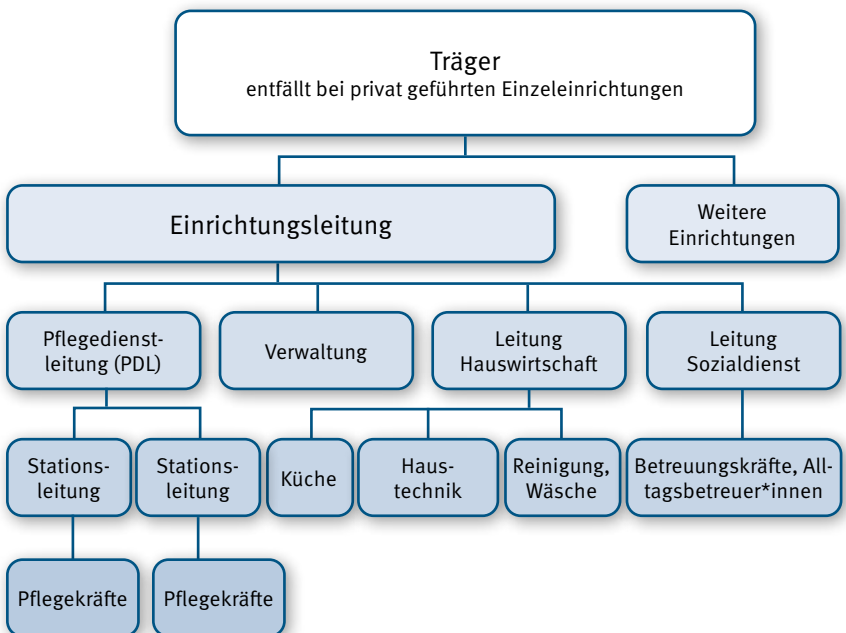 Träger
entfällt bei privat geführten Einzeleinrichtungen
Einrichtungsleitung
Weitere
Einrichtungen
Pflegedienst-
leitung (PDL)
Verwaltung
Leitung
Hauswirtschaft
Leitung
Sozialdienst
Stations-
leitung
Stations-
leitung
Küche
Haus-
technik
Reinigung,
Wäsche
Betreuungskräfte, All-
tagsbetreuer*innen
Pflegekräfte
Pflegekräfte